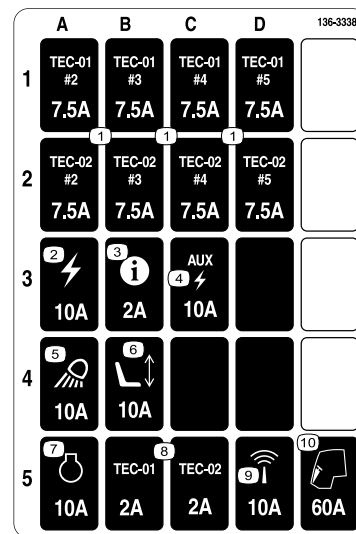 A B C D 136-3338
1
TEC-01 TEC-01 TEC-01 TEC-01
#2 #3 #4 #5
7.5A 7.5A 7.5A 7.5A
1 1 1
2
TEC-02 TEC-02 TEC-02 TEC-02
#2 #3 #4 #5
7.5A 7.5A 7.5A 7.5A
2 3
AUX
3 i 4
10A 2A 10A
5 6
4
10A 10A
7 8 10
5 TEC-01 TEC-02 9
10A 2A 2A 10A 60A